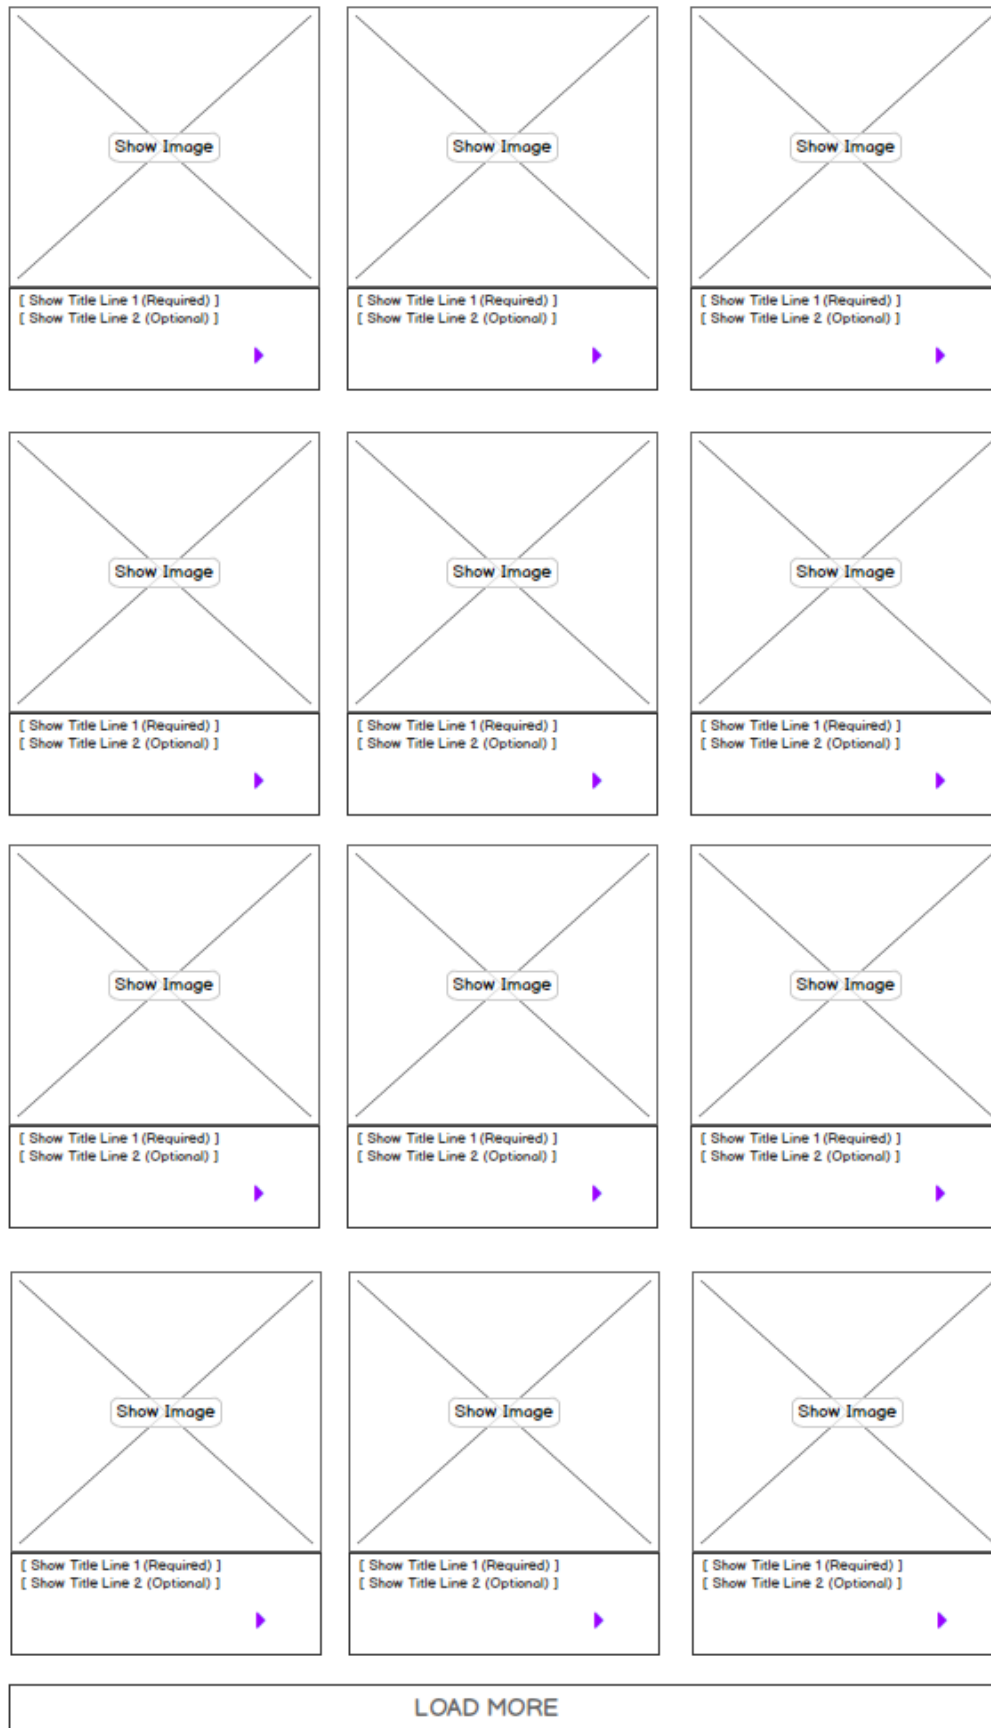 Show Image Show Image Show Image
[ Show Title Line 1 (Required) ] [ Show Title Line 1 (Required) ] [ Show Title Line 1 (Required) ]
[ Show Title Line 2 (Optional) ] [ Show Title Line 2 (Optional) ] [ Show Title Line 2 (Optional) ]
Show Image Show Image Show Image
[ Show Title Line 1 (Required) ] [ Show Title Line 1 (Required) ] [ Show Title Line 1 (Required) ]
[ Show Title Line 2 (Optional) ] [ Show Title Line 2 (Optional) ] [ Show Title Line 2 (Optional) ]
Show Image Show Image Show Image
[ Show Title Line 1 (Required) ] [ Show Title Line 1 (Required) ] [ Show Title Line 1 (Required) ]
[ Show Title Line 2 (Optional) ] [ Show Title Line 2 (Optional) ] [ Show Title Line 2 (Optional) ]
Show Image Show Image Show Image
[ Show Title Line 1 (Required) ] [ Show Title Line 1 (Required) ] [ Show Title Line 1 (Required) ]
[ Show Title Line 2 (Optional) ] [ Show Title Line 2 (Optional) ] [ Show Title Line 2 (Optional) ]
LOAD MORE